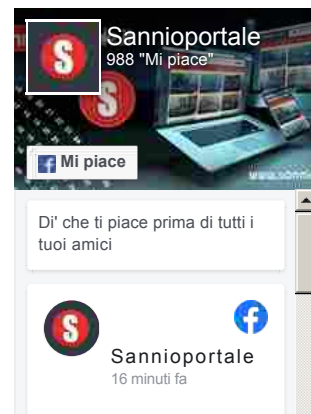 Sannioportale
988 "Mi piace"
S
S
Mi piace
Di' che ti piace prima di tutti i
tuoi amici
S
Sannioportale
16 minuti fa